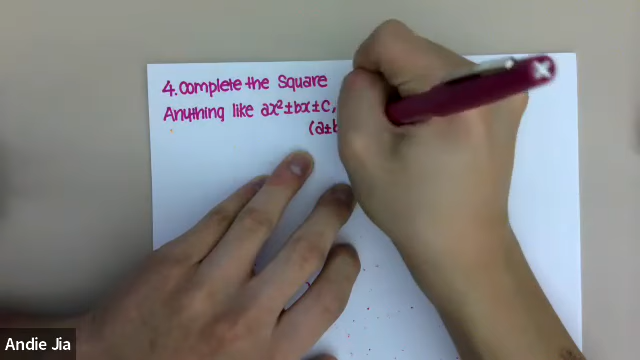 4. Complete the Square
Anything like ax²±bx±c,
(a±b
Andie Jia